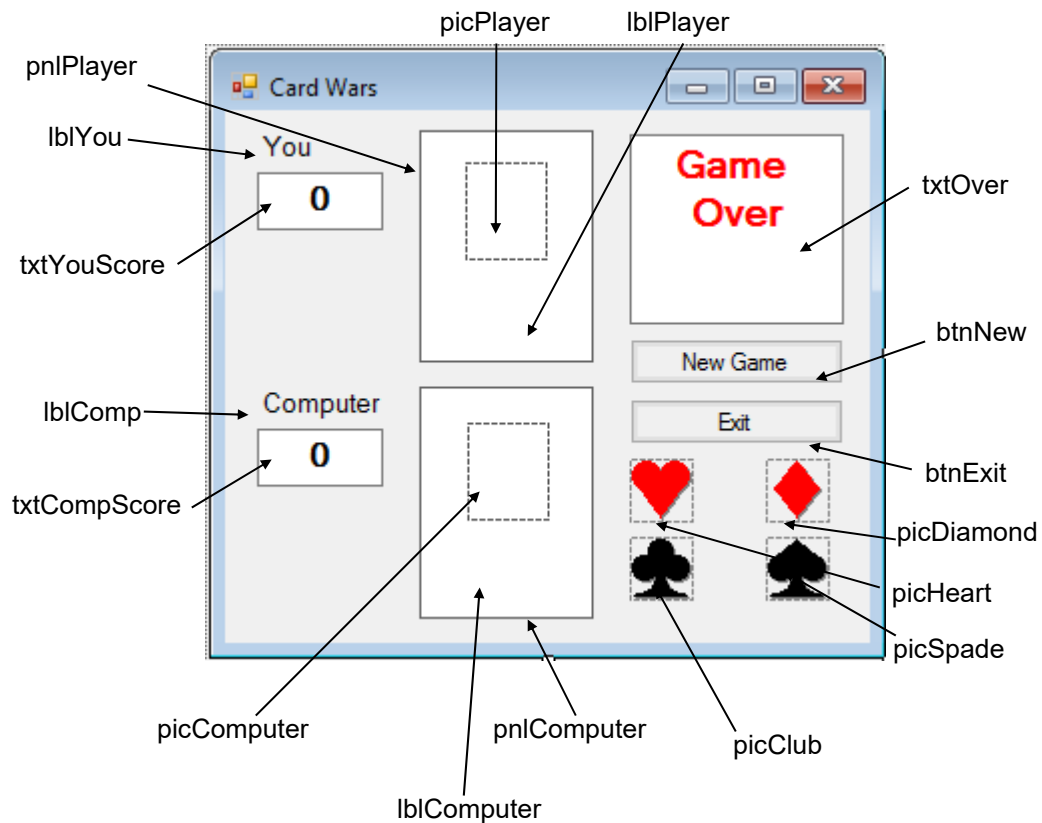 picPlayer
lblPlayer
pnlPlayer
Card Wars
lblYou
You
Game
Over
0
txtOver
txtYouScore
btnNew
New Game
lblComp
Computer
Exit
0
btnExit
txtCompScore
picDiamond
picHeart
picSpade
picComputer
pnlComputer
picClub
lblComputer